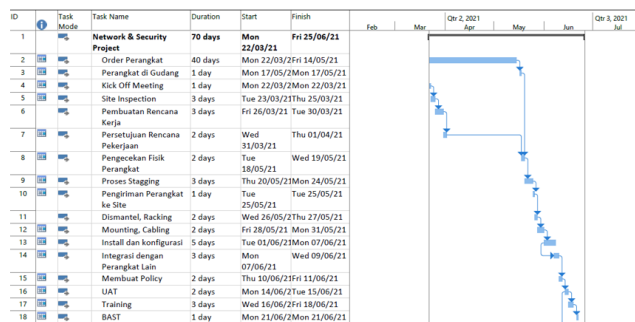 ID Task Mode Task Name Duration Start Finish
Qtr 2, 2021 Qtr 3, 2021
Feb Mar Apr May Jun Jul
1 Network & Security Project 70 days Mon 22/03/21 Fri 25/06/21
2 Order Perangkat 40 days Mon 22/03/2 Fri 14/05/21
3 Perangkat di Gudang 1 day Mon 17/05/2 Mon 17/05/21
4 Kick Off Meeting 1 day Mon 22/03/2 Mon 22/03/21
5 Site Inspection 3 days Tue 23/03/21 Thu 25/03/21
6 Pembuatan Rencana Kerja 3 days Fri 26/03/21 Tue 30/03/21
7 Persetujuan Rencana Pekerjaan 2 days Wed 31/03/21 Thu 01/04/21
8 Pengecekan Fisik Perangkat 2 days Tue 18/05/21 Wed 19/05/21
9 Proses Stagging 3 days Thu 20/05/21 Mon 24/05/21
10 Pengiriman Perangkat ke Site 1 day Tue 25/05/21 Tue 25/05/21
11 Dismantel, Racking 2 days Wed 26/05/2 Thu 27/05/21
12 Mounting, Cabling 2 days Fri 28/05/21 Mon 31/05/21
13 Install dan konfigurasi 5 days Tue 01/06/21 Mon 07/06/21
14 Integrasi dengan Perangkat Lain 3 days Mon 07/06/21 Wed 09/06/21
15 Membuat Policy 2 days Thu 10/06/21 Fri 11/06/21
16 UAT 2 days Mon 14/06/2 Tue 15/06/21
17 Training 3 days Wed 16/06/2 Fri 18/06/21
18 BAST 1 day Mon 21/06/2 Mon 21/06/21